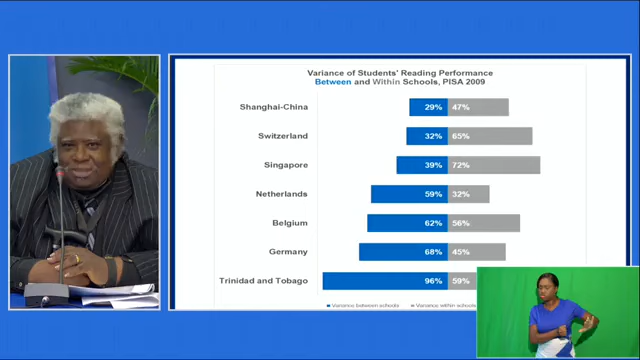 Variance of Students' Reading Performance
Between and Within Schools, PISA 2009
Shanghai-China 29% 47%
Switzerland 32% 65%
Singapore 39% 72%
Netherlands 59% 32%
Belgium 62% 56%
Germany 68% 45%
Trinidad and Tobago 96% 59%
Variance between schools Variance within schools